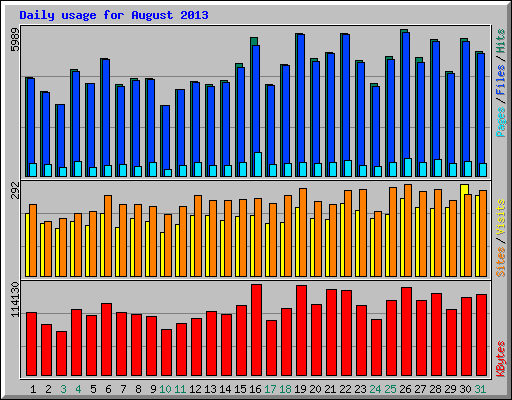 Daily usage for August 2013
5989
Pages/Files/Hits
292
Sites/Visits
114130
KBytes
1 2 3 4 5 6 7 8 9 10 11 12 13 14 15 16 17 18 19 20 21 22 23 24 25 26 27 28 29 30 31